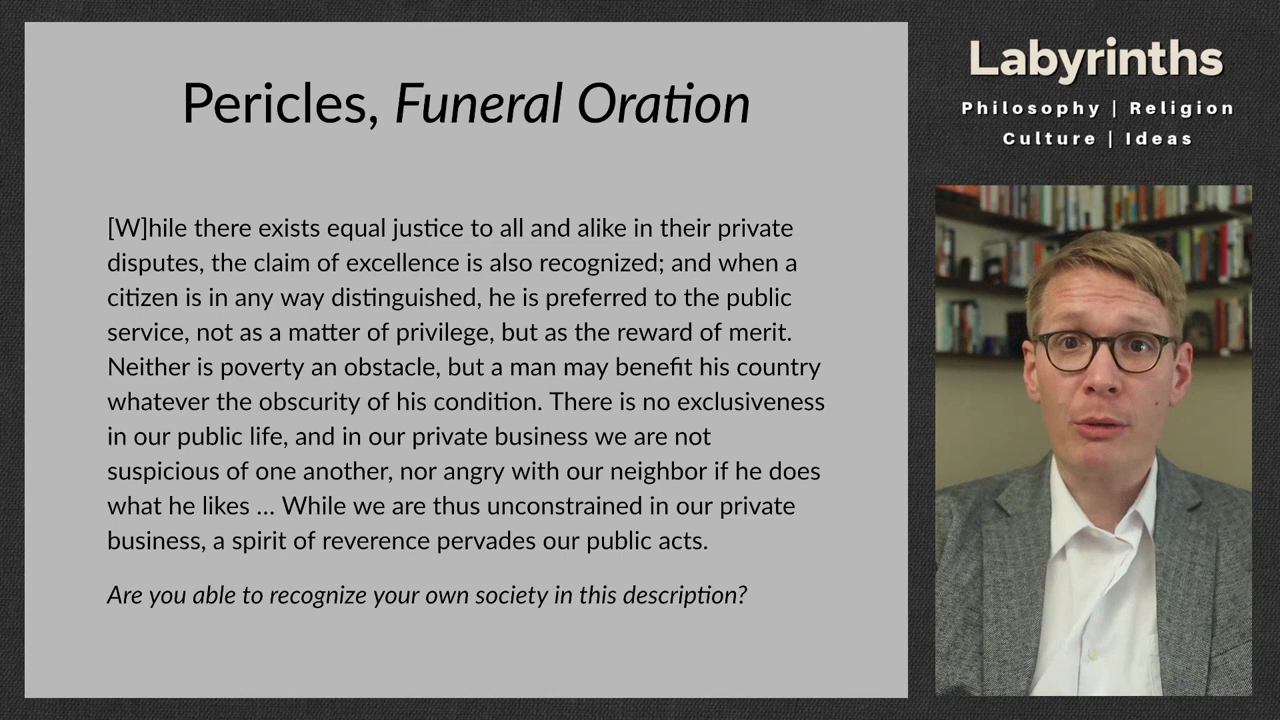 Pericles, Funeral Oration
[W]hile there exists equal justice to all and alike in their private
disputes, the claim of excellence is also recognized; and when a
citizen is in any way distinguished, he is preferred to the public
service, not as a matter of privilege, but as the reward of merit.
Neither is poverty an obstacle, but a man may benefit his country
whatever the obscurity of his condition. There is no exclusiveness
in our public life, and in our private business we are not
suspicious of one another, nor angry with our neighbor if he does
what he likes ... While we are thus unconstrained in our private
business, a spirit of reverence pervades our public acts.
Are you able to recognize your own society in this description?
Labyrinths
Philosophy | Religion
Culture | Ideas